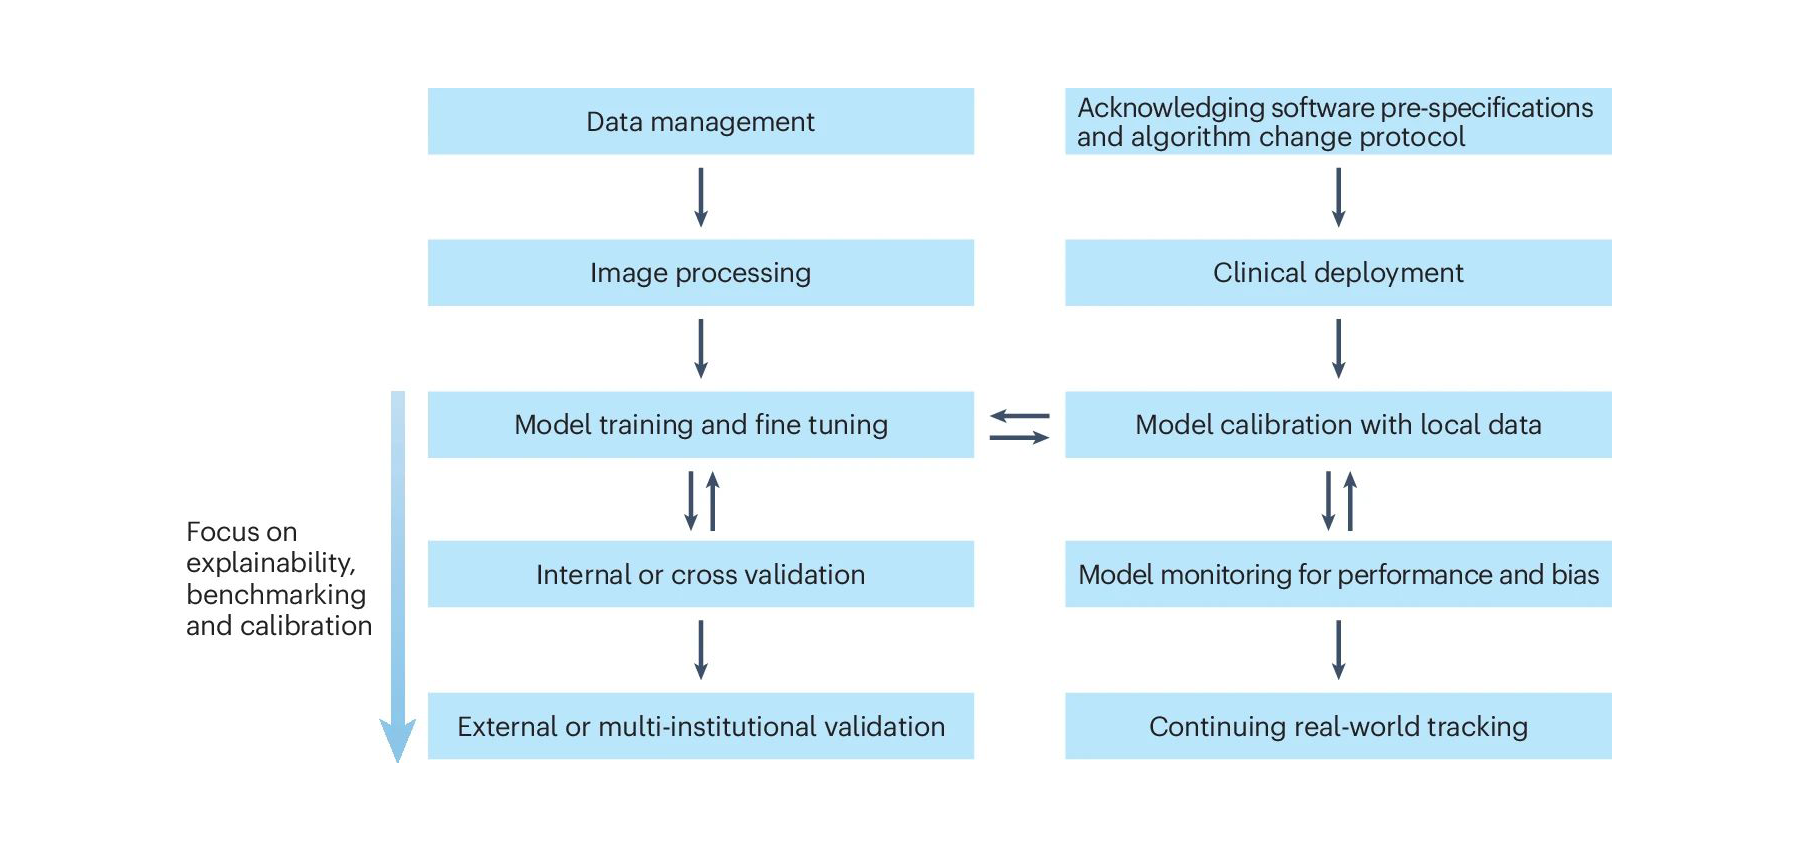 Data management
Acknowledging software pre-specifications
and algorithm change protocol
Image processing
Clinical deployment
Model training and fine tuning
Model calibration with local data
Focus on
explainability,
benchmarking
and calibration
Internal or cross validation
Model monitoring for performance and bias
External or multi-institutional validation
Continuing real-world tracking